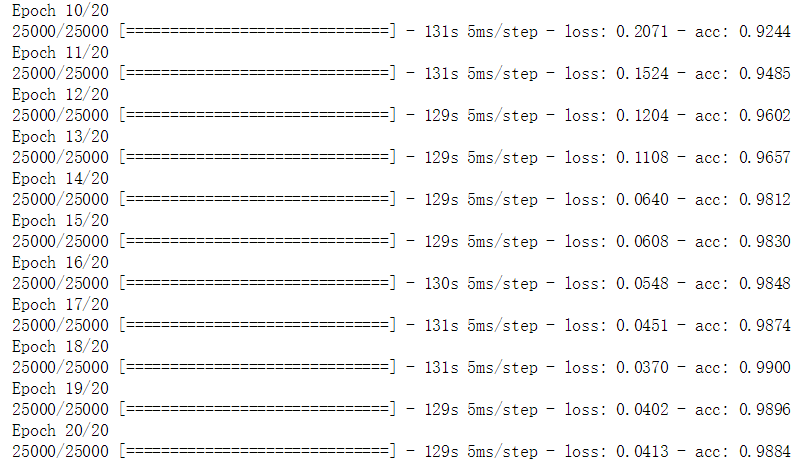 Epoch 10/20
25000/25000 [==============================] - 131s 5ms/step - loss: 0.2071 - acc: 0.9244
Epoch 11/20
25000/25000 [==============================] - 131s 5ms/step - loss: 0.1524 - acc: 0.9485
Epoch 12/20
25000/25000 [==============================] - 129s 5ms/step - loss: 0.1204 - acc: 0.9602
Epoch 13/20
25000/25000 [==============================] - 129s 5ms/step - loss: 0.1108 - acc: 0.9657
Epoch 14/20
25000/25000 [==============================] - 129s 5ms/step - loss: 0.0640 - acc: 0.9812
Epoch 15/20
25000/25000 [==============================] - 129s 5ms/step - loss: 0.0608 - acc: 0.9830
Epoch 16/20
25000/25000 [==============================] - 130s 5ms/step - loss: 0.0548 - acc: 0.9848
Epoch 17/20
25000/25000 [==============================] - 131s 5ms/step - loss: 0.0451 - acc: 0.9874
Epoch 18/20
25000/25000 [==============================] - 131s 5ms/step - loss: 0.0370 - acc: 0.9900
Epoch 19/20
25000/25000 [==============================] - 129s 5ms/step - loss: 0.0402 - acc: 0.9896
Epoch 20/20
25000/25000 [==============================] - 129s 5ms/step - loss: 0.0413 - acc: 0.9884